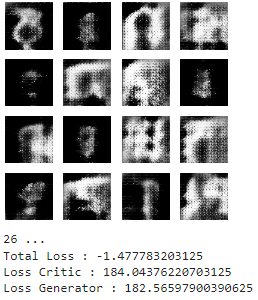 26 ...
Total Loss : -1.477783203125
Loss Critic : 184.04376220703125
Loss Generator : 182.56597900390625